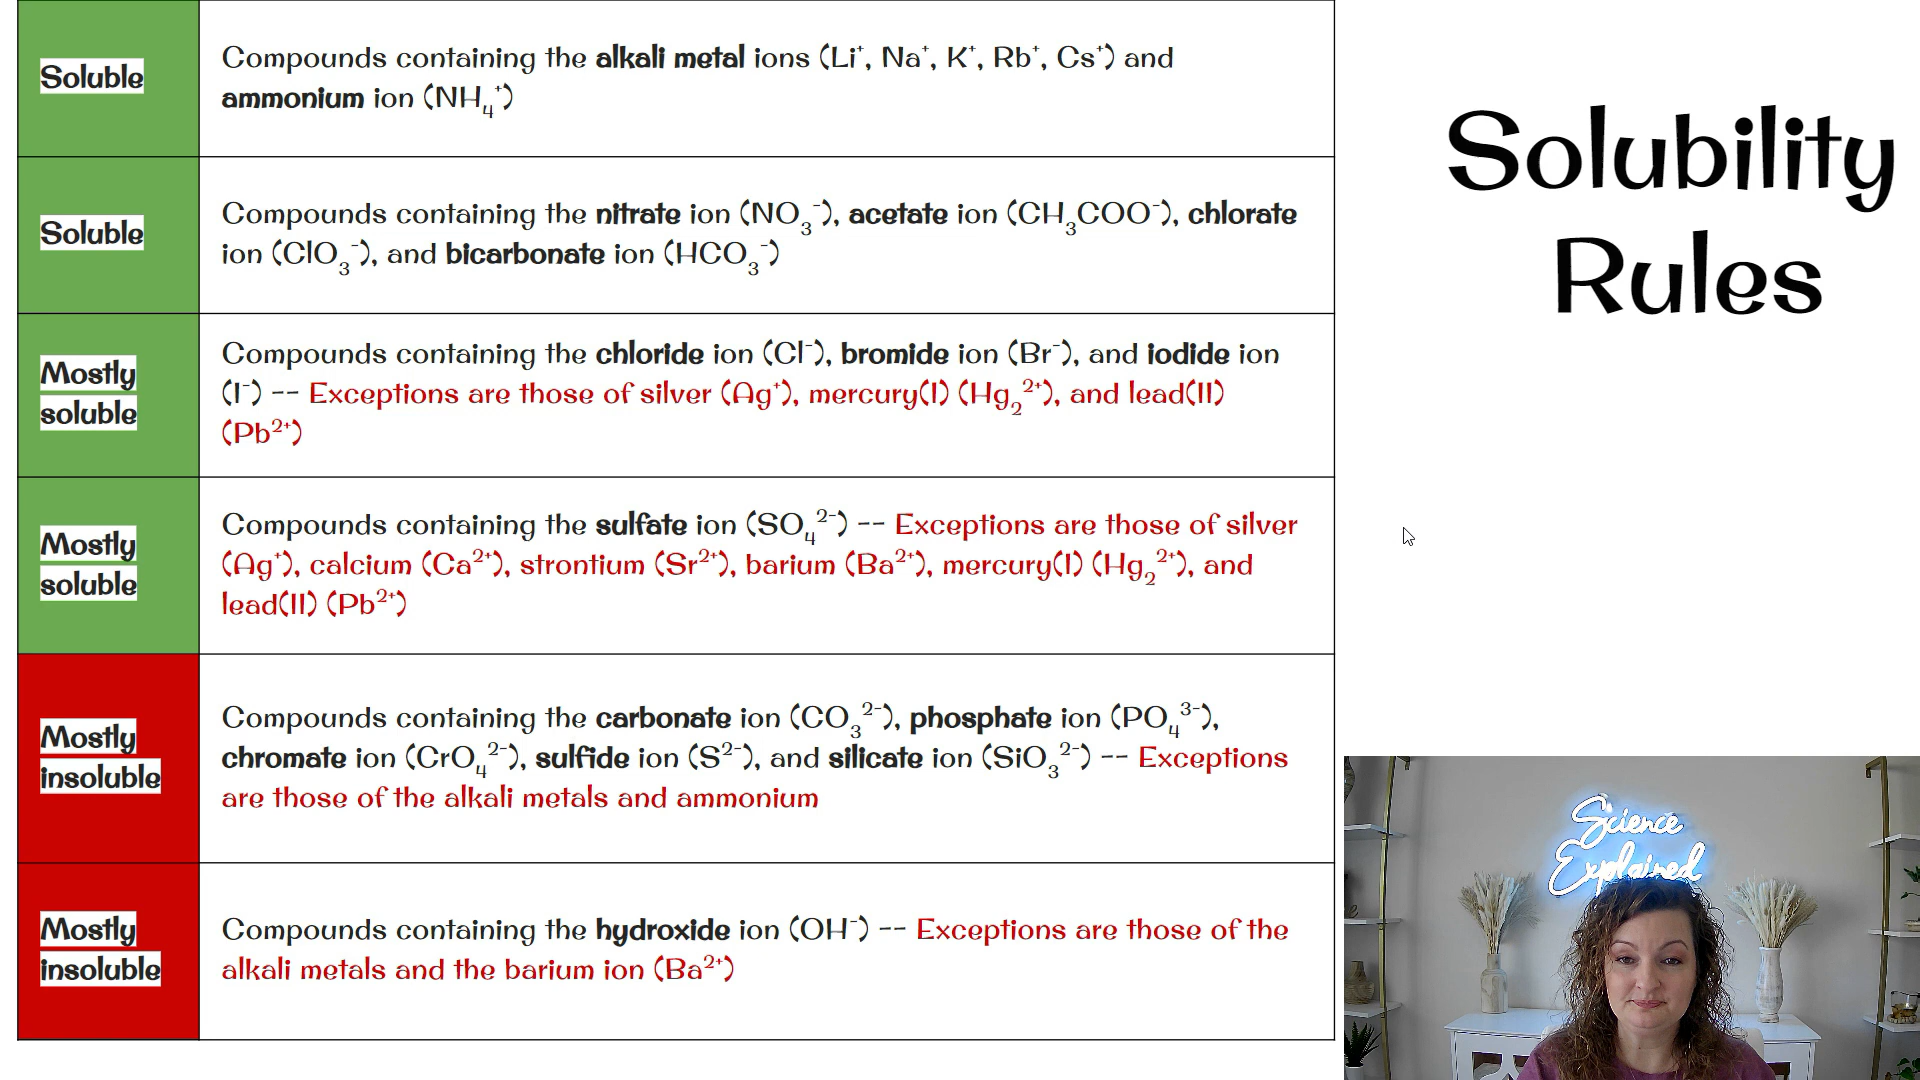 Soluble
Compounds containing the alkali metal ions (Li⁺, Na⁺, K⁺, Rb⁺, Cs⁺) and
ammonium ion (NH₄⁺)
Soluble
Compounds containing the nitrate ion (NO₃⁻), acetate ion (CH₃COO⁻), chlorate
ion (ClO₃⁻), and bicarbonate ion (HCO₃⁻)
Mostly
soluble
Compounds containing the chloride ion (Cl⁻), bromide ion (Br⁻), and iodide ion
(I⁻) -- Exceptions are those of silver (Ag⁺), mercury(I) (Hg₂²⁺), and lead(II)
(Pb²⁺)
Mostly
soluble
Compounds containing the sulfate ion (SO₄²⁻) -- Exceptions are those of silver
(Ag⁺), calcium (Ca²⁺), strontium (Sr²⁺), barium (Ba²⁺), mercury(I) (Hg₂²⁺), and
lead(II) (Pb²⁺)
Mostly
insoluble
Compounds containing the carbonate ion (CO₃²⁻), phosphate ion (PO₄³⁻),
chromate ion (CrO₄²⁻), sulfide ion (S²⁻), and silicate ion (SiO₃²⁻) -- Exceptions
are those of the alkali metals and ammonium
Mostly
insoluble
Compounds containing the hydroxide ion (OH⁻) -- Exceptions are those of the
alkali metals and the barium ion (Ba²⁺)
Solubility
Rules
Science
Explained